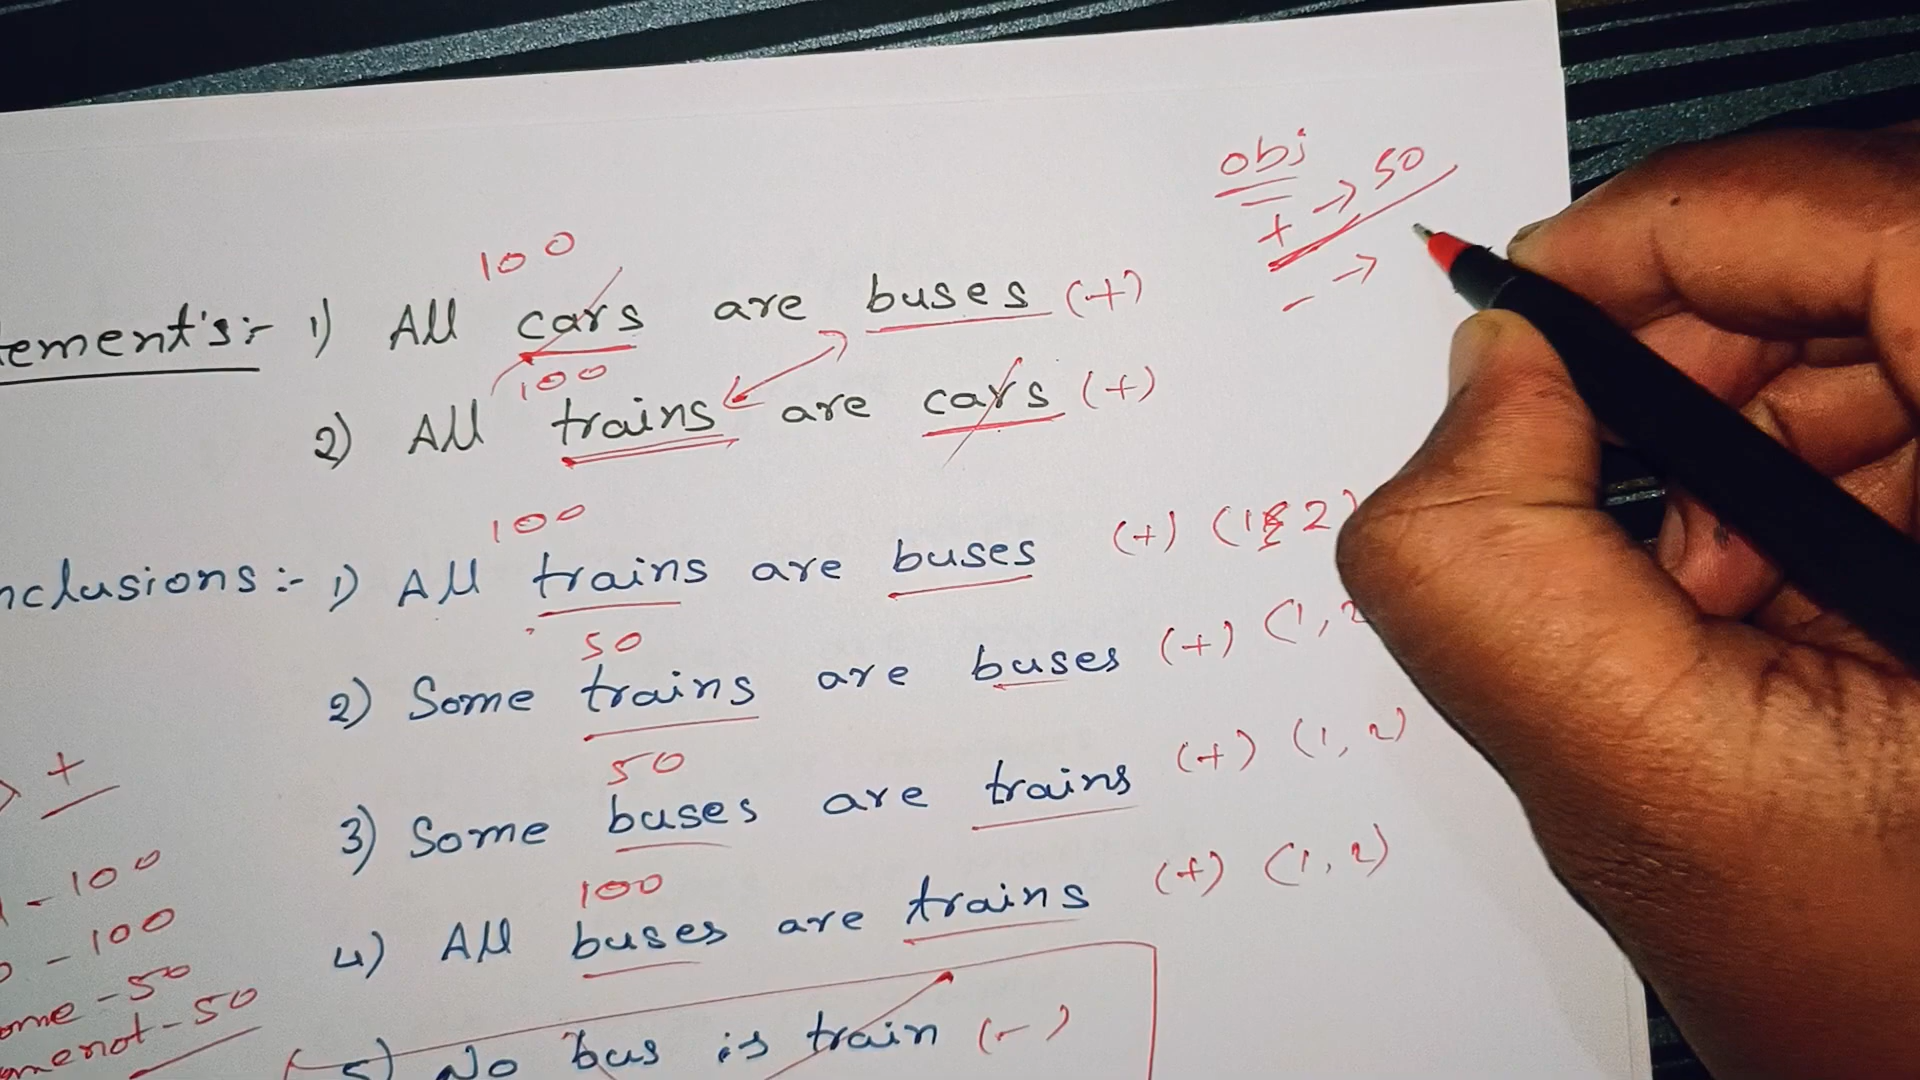 obj
+ → 50
- →
100
tement's:- 1) All cars are buses (+)
100
2) All trains are cars (+)
100
nclusions:- 1) All trains are buses (+) (1&2)
50
2) Some trains are buses (+) (1,2
50
3) Some buses are trains (+) (1,2)
100
4) All buses are trains (+) (1,2)
5) No bus is train (-)
+
- 100
- 100
ome - 50
menot - 50